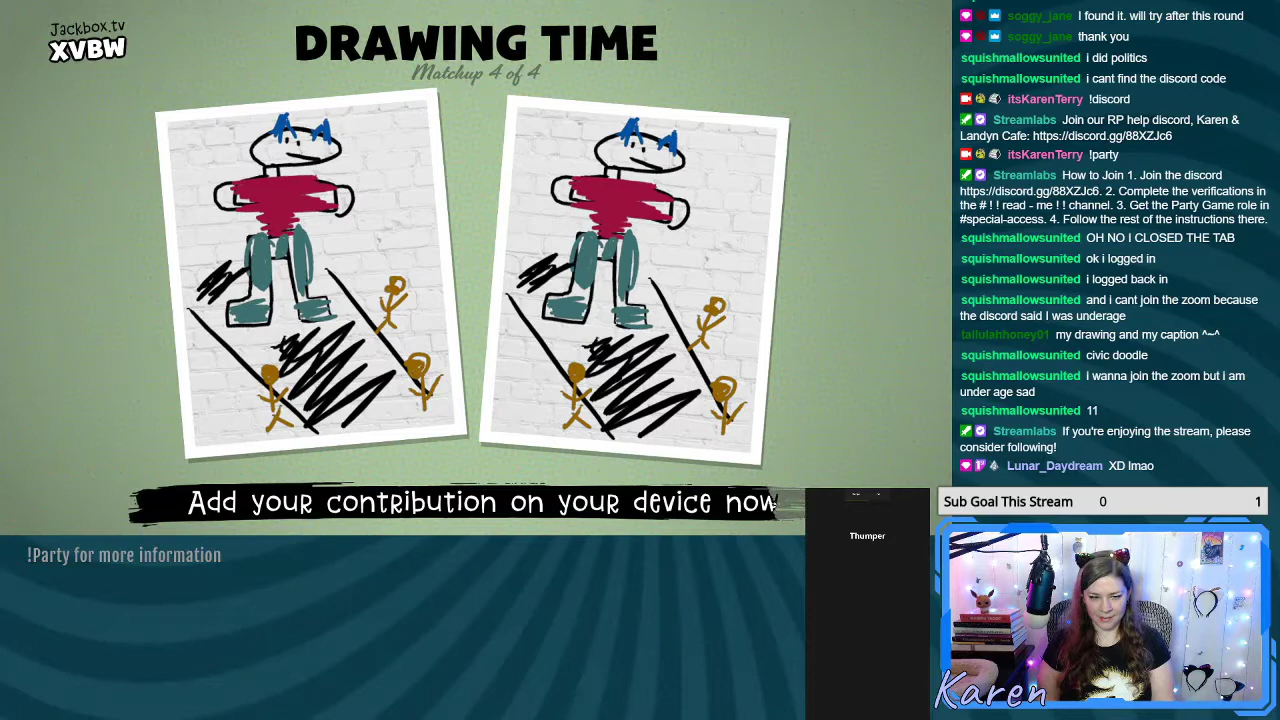 Jackbox.tv
XVBW
DRAWING TIME
Matchup 4 of 4
Add your contribution on your device now
!Party for more information
Thumper
soggy_jane I found it. will try after this round
soggy_jane thank you
squishmallowsunited i did politics
squishmallowsunited i cant find the discord code
itsKarenTerry !discord
Streamlabs Join our RP help discord, Karen &
Landyn Cafe: https://discord.gg/88XZJc6
itsKarenTerry !party
Streamlabs How to Join 1. Join the discord
https://discord.gg/88XZJc6. 2. Complete the verifications in
the # ! ! read - me ! ! channel. 3. Get the Party Game role in
#special-access. 4. Follow the rest of the instructions there.
squishmallowsunited OH NO I CLOSED THE TAB
squishmallowsunited ok i logged in
squishmallowsunited i logged back in
squishmallowsunited and i cant join the zoom because
the discord said I was underage
tallulahhoney01 my drawing and my caption ^~^
squishmallowsunited civic doodle
squishmallowsunited i wanna join the zoom but i am
under age sad
squishmallowsunited 11
Streamlabs If you're enjoying the stream, please
consider following!
Lunar_Daydream XD lmao
Sub Goal This Stream 0 1
Karen